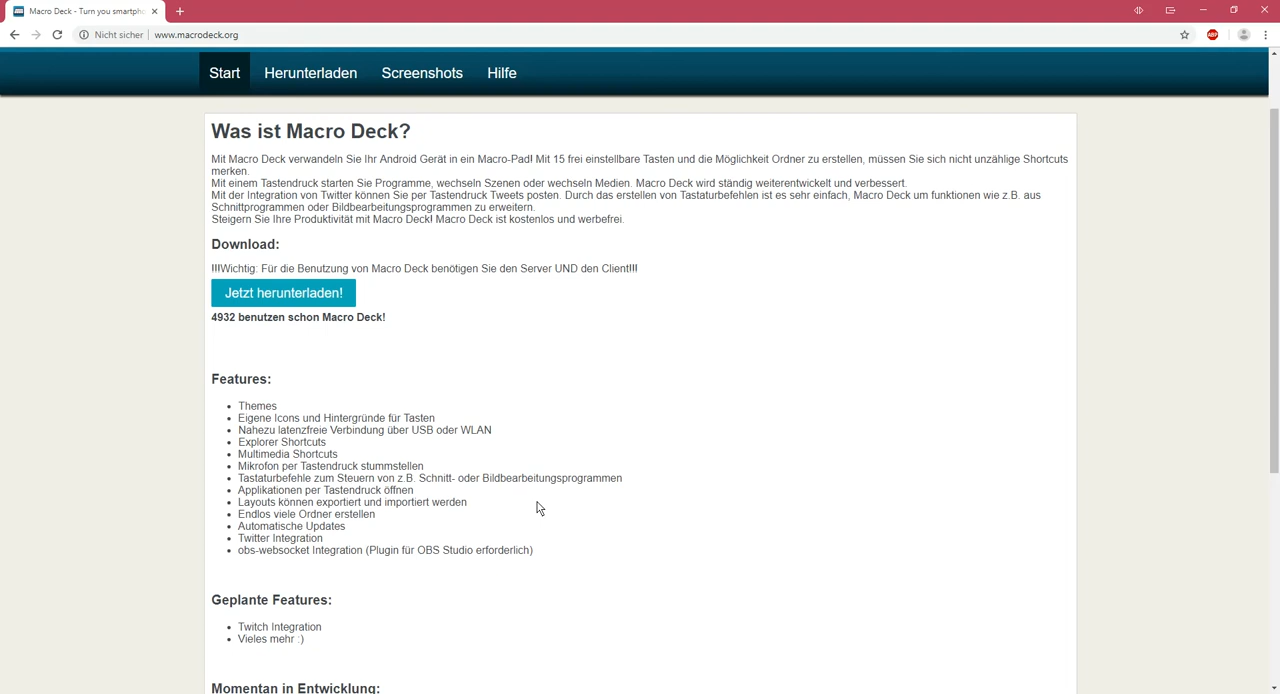 Macro Deck - Turn you smartph
Nicht sicher
www.macrodeck.org
ABP
Start
Herunterladen
Screenshots
Hilfe
Was ist Macro Deck?
Mit Macro Deck verwandeln Sie Ihr Android Gerät in ein Macro-Pad! Mit 15 frei einstellbare Tasten und die Möglichkeit Ordner zu erstellen, müssen Sie sich nicht unzählige Shortcuts
merken.
Mit einem Tastendruck starten Sie Programme, wechseln Szenen oder wechseln Medien. Macro Deck wird ständig weiterentwickelt und verbessert.
Mit der Integration von Twitter können Sie per Tastendruck Tweets posten. Durch das erstellen von Tastaturbefehlen ist es sehr einfach, Macro Deck um funktionen wie z.B. aus
Schnittprogrammen oder Bildbearbeitungsprogrammen zu erweitern.
Steigern Sie Ihre Produktivität mit Macro Deck! Macro Deck ist kostenlos und werbefrei.
Download:
!!!Wichtig: Für die Benutzung von Macro Deck benötigen Sie den Server UND den Client!!!
Jetzt herunterladen!
4932 benutzen schon Macro Deck!
Features:
Themes
Eigene Icons und Hintergründe für Tasten
Nahezu latenzfreie Verbindung über USB oder WLAN
Explorer Shortcuts
Multimedia Shortcuts
Mikrofon per Tastendruck stummstellen
Tastaturbefehle zum Steuern von z.B. Schnitt- oder Bildbearbeitungsprogrammen
Applikationen per Tastendruck öffnen
Layouts können exportiert und importiert werden
Endlos viele Ordner erstellen
Automatische Updates
Twitter Integration
obs-websocket Integration (Plugin für OBS Studio erforderlich)
Geplante Features:
Twitch Integration
Vieles mehr :)
Momentan in Entwicklung: